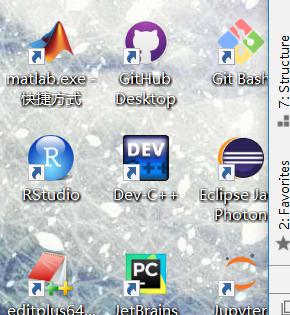 matlab.exe -
快捷方式
GitHub
Desktop
Git Bash
R
RStudio
DEV
C++
Dev-C++
Eclipse Ja
Photon
editplus64...
PC
JetBrains
Jupyter
7: Structure
2: Favorites